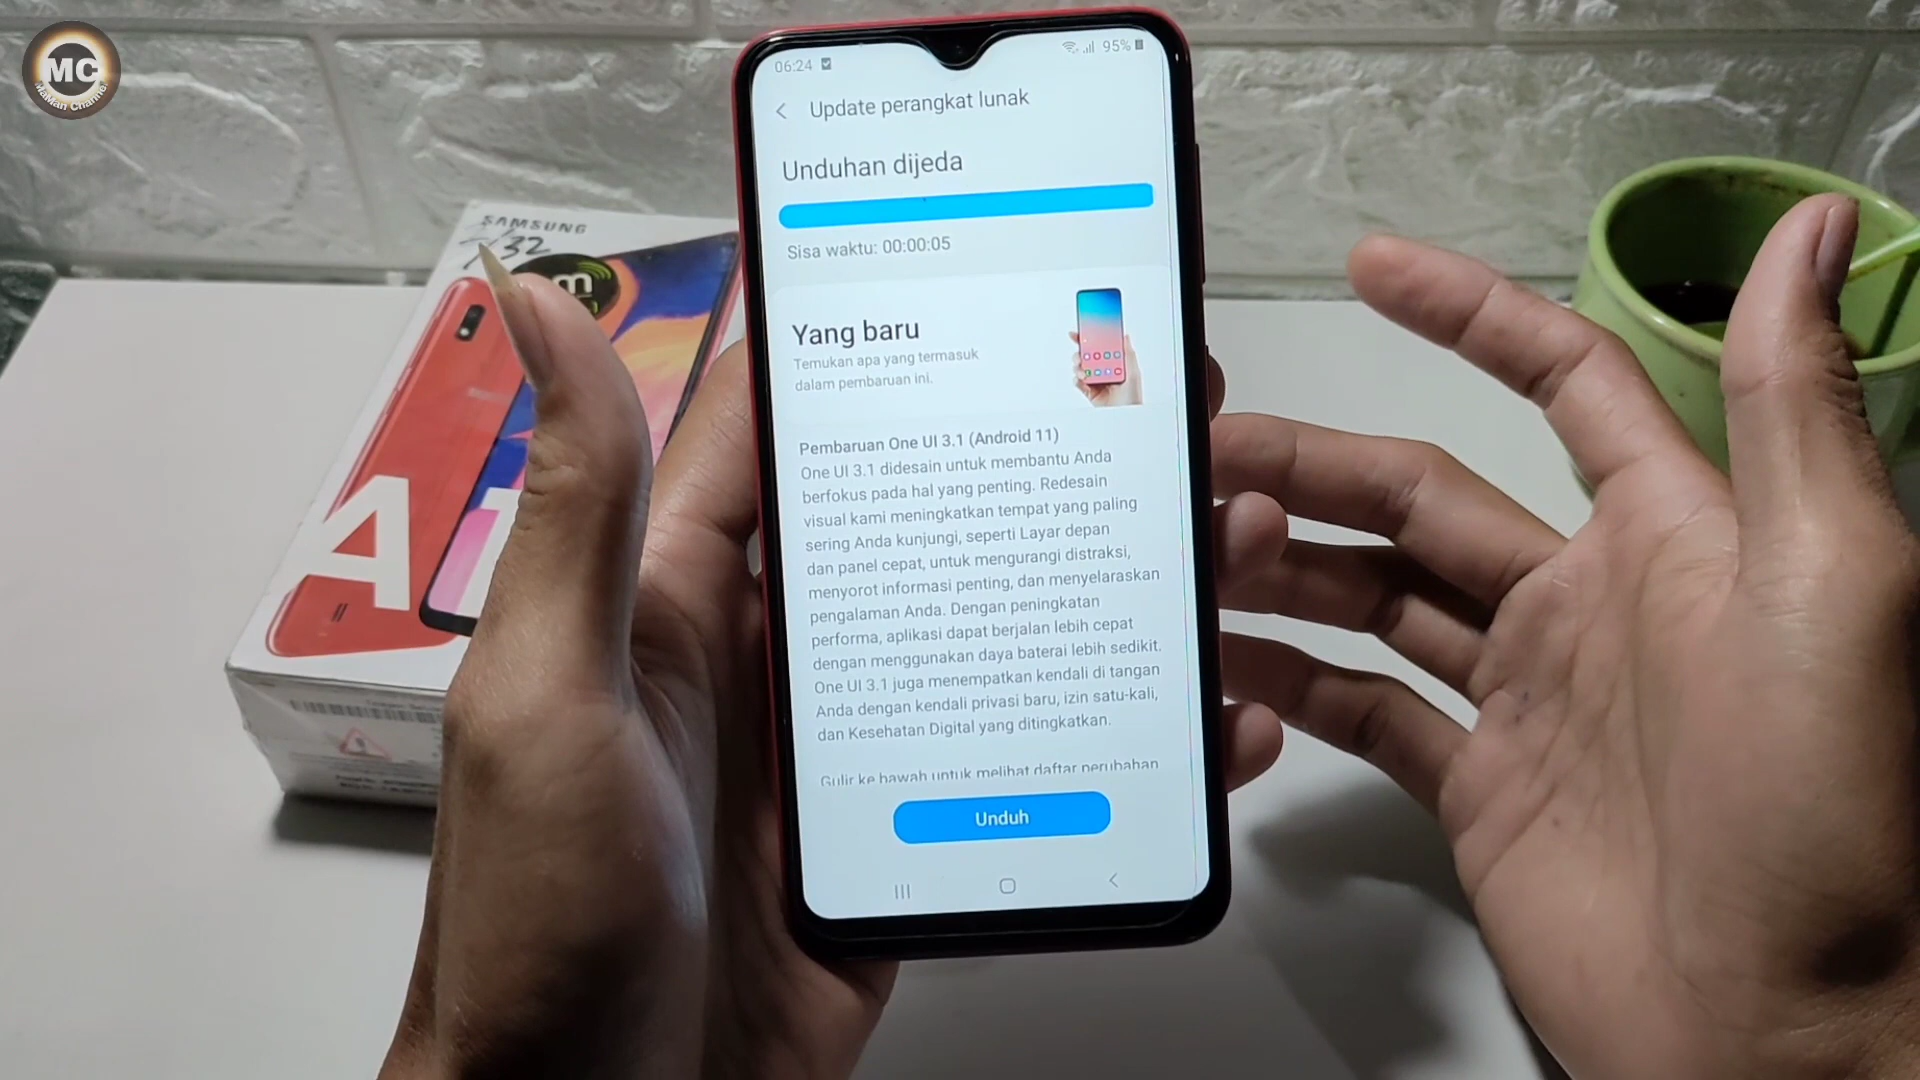 MC
MaMan Channel
06:24
95%
Update perangkat lunak
Unduhan dijeda
Sisa waktu: 00:00:05
Yang baru
Temukan apa yang termasuk
dalam pembaruan ini.
Pembaruan One UI 3.1 (Android 11)
One UI 3.1 didesain untuk membantu Anda
berfokus pada hal yang penting. Redesain
visual kami meningkatkan tempat yang paling
sering Anda kunjungi, seperti Layar depan
dan panel cepat, untuk mengurangi distraksi,
menyorot informasi penting, dan menyelaraskan
pengalaman Anda. Dengan peningkatan
performa, aplikasi dapat berjalan lebih cepat
dengan menggunakan daya baterai lebih sedikit.
One UI 3.1 juga menempatkan kendali di tangan
Anda dengan kendali privasi baru, izin satu-kali,
dan Kesehatan Digital yang ditingkatkan.
Gulir ke bawah untuk melihat daftar perubahan
Unduh
SAMSUNG
32
A